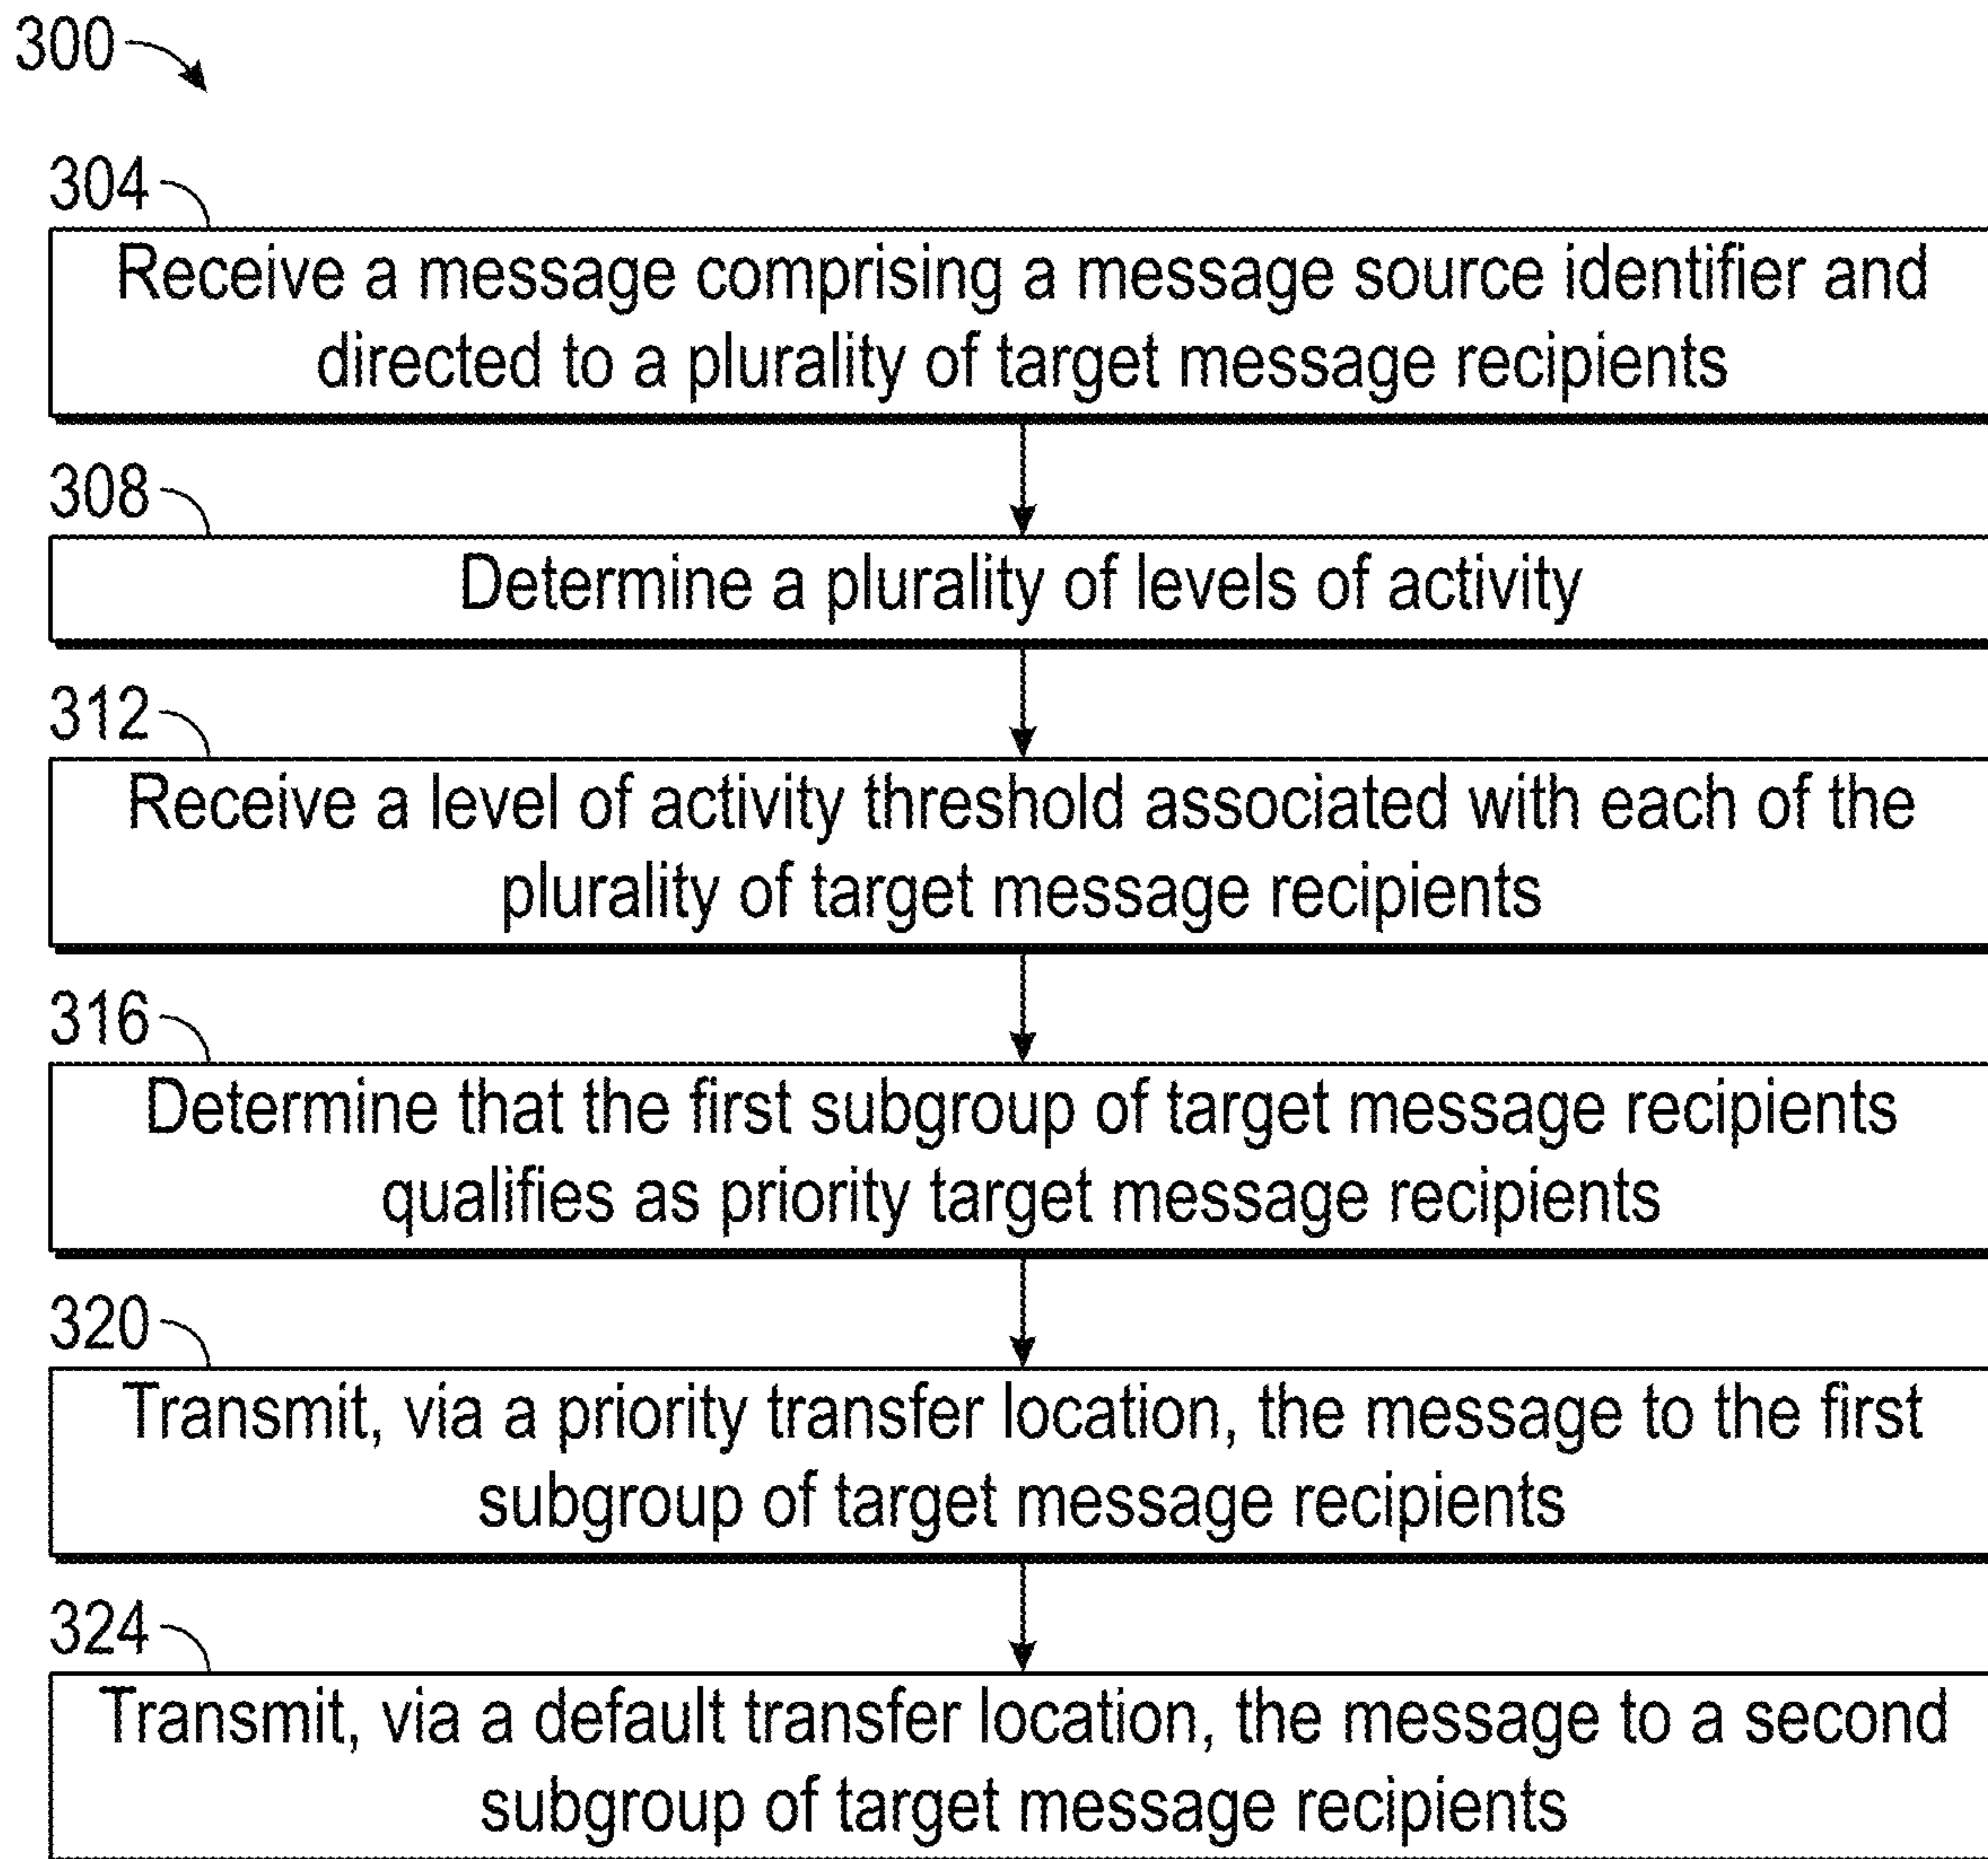 300
304
Receive a message comprising a message source identifier and
directed to a plurality of target message recipients
308
Determine a plurality of levels of activity
312
Receive a level of activity threshold associated with each of the
plurality of target message recipients
316
Determine that the first subgroup of target message recipients
qualifies as priority target message recipients
320
Transmit, via a priority transfer location, the message to the first
subgroup of target message recipients
324
Transmit, via a default transfer location, the message to a second
subgroup of target message recipients